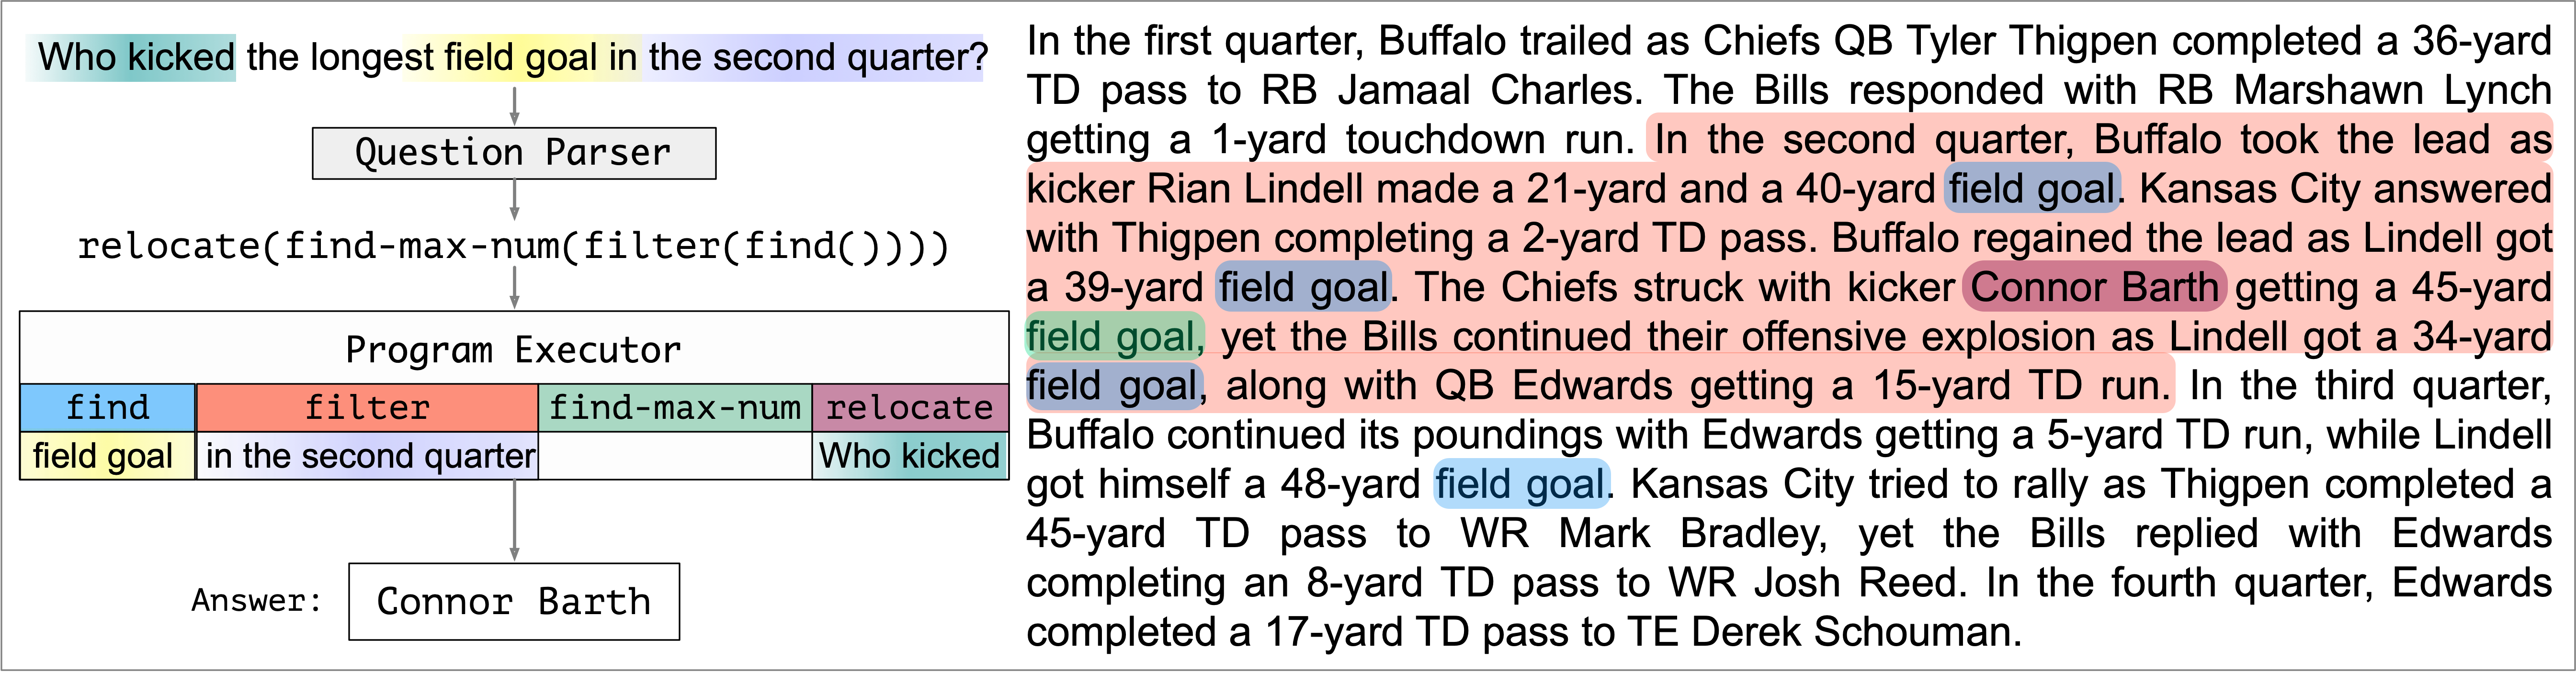 Who kicked the longest field goal in the second quarter?
Question Parser
relocate(find-max-num(filter(find())))
Program Executor
find filter find-max-num relocate
field goal in the second quarter Who kicked
Answer: Connor Barth
In the first quarter, Buffalo trailed as Chiefs QB Tyler Thigpen completed a 36-yard
TD pass to RB Jamaal Charles. The Bills responded with RB Marshawn Lynch
getting a 1-yard touchdown run. In the second quarter, Buffalo took the lead as
kicker Rian Lindell made a 21-yard and a 40-yard field goal. Kansas City answered
with Thigpen completing a 2-yard TD pass. Buffalo regained the lead as Lindell got
a 39-yard field goal. The Chiefs struck with kicker Connor Barth getting a 45-yard
field goal, yet the Bills continued their offensive explosion as Lindell got a 34-yard
field goal, along with QB Edwards getting a 15-yard TD run. In the third quarter,
Buffalo continued its poundings with Edwards getting a 5-yard TD run, while Lindell
got himself a 48-yard field goal. Kansas City tried to rally as Thigpen completed a
45-yard TD pass to WR Mark Bradley, yet the Bills replied with Edwards
completing an 8-yard TD pass to WR Josh Reed. In the fourth quarter, Edwards
completed a 17-yard TD pass to TE Derek Schouman.